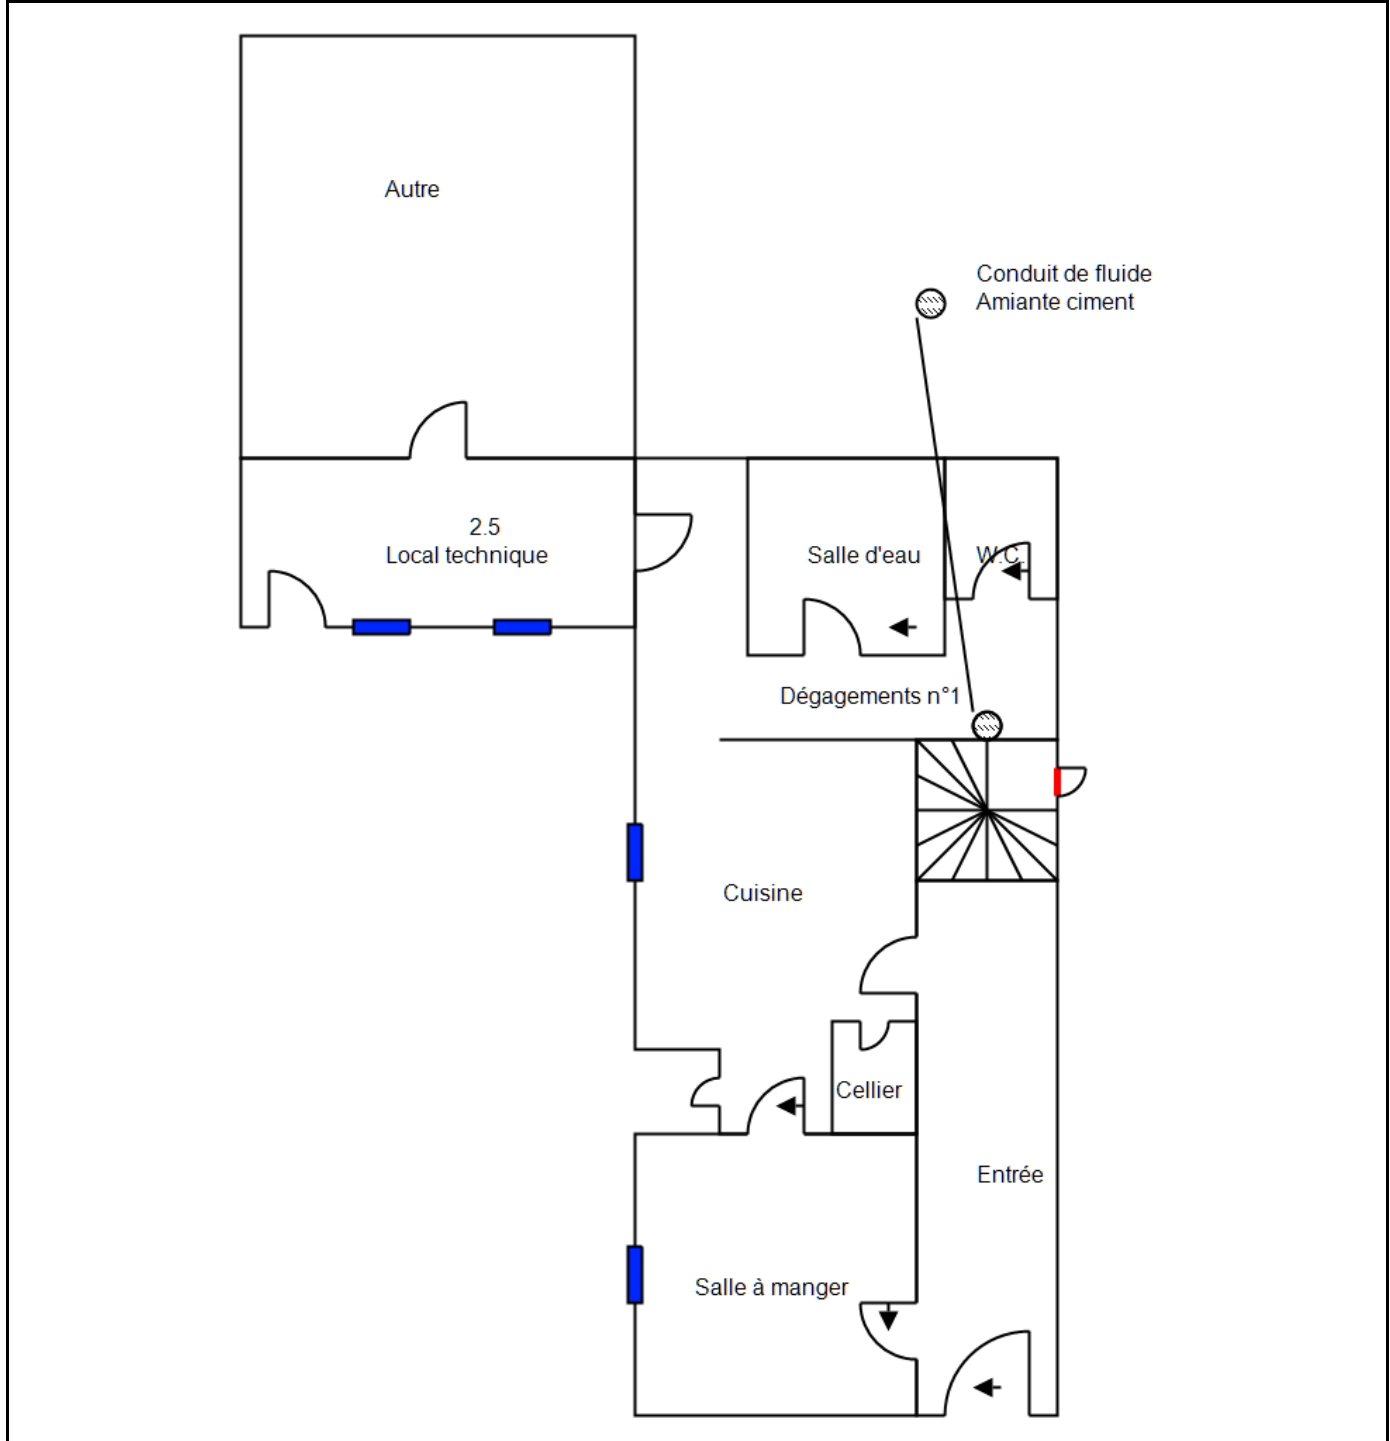 Autre
Conduit de fluide
Amiante ciment
2.5
Local technique
Salle d'eau
W.C.
Dégagements n°1
Cuisine
Cellier
Entrée
Salle à manger